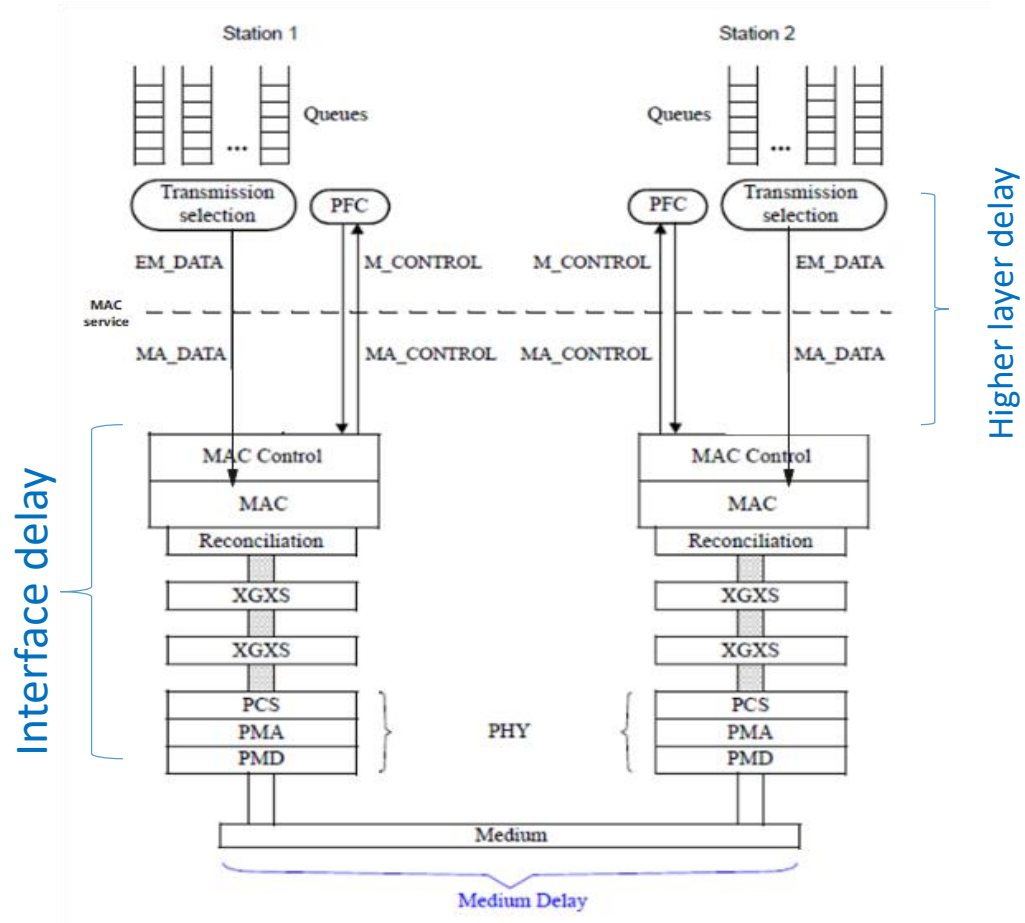 Station 1
Station 2
Queues
Queues
...
...
Transmission
selection
PFC
PFC
Transmission
selection
EM_DATA
M_CONTROL
M_CONTROL
EM_DATA
MAC
service
MA_DATA
MA_CONTROL
MA_CONTROL
MA_DATA
Higher layer delay
Interface delay
MAC Control
MAC Control
MAC
MAC
Reconciliation
Reconciliation
XGXS
XGXS
XGXS
XGXS
PCS
PCS
PMA
PHY
PMA
PMD
PMD
Medium
Medium Delay